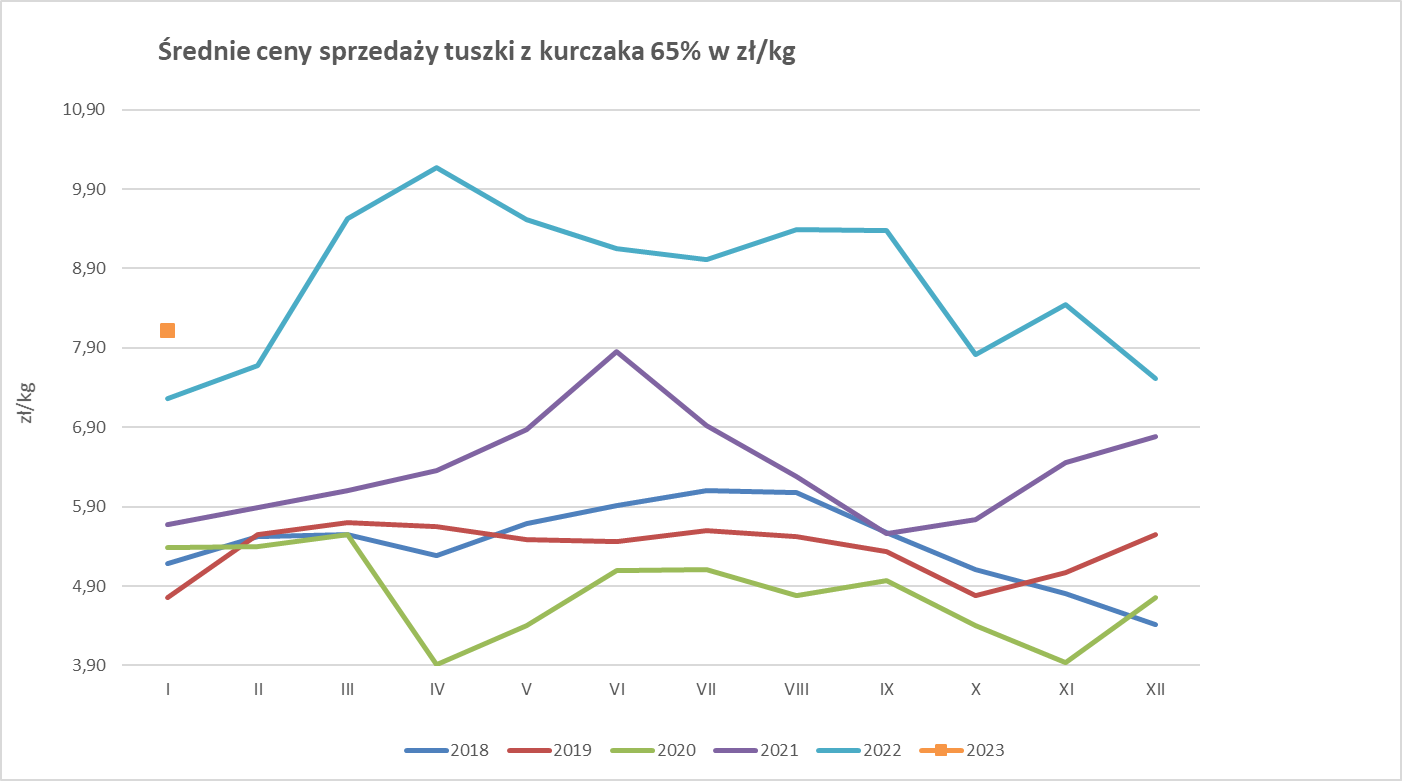 Średnie ceny sprzedaży tuszki z kurczaka 65% w zł/kg
10,90
9,90
8,90
7,90
6,90
5,90
4,90
3,90
zł/kg
I II III IV V VI VII VIII IX X XI XII
2018 2019 2020 2021 2022 2023